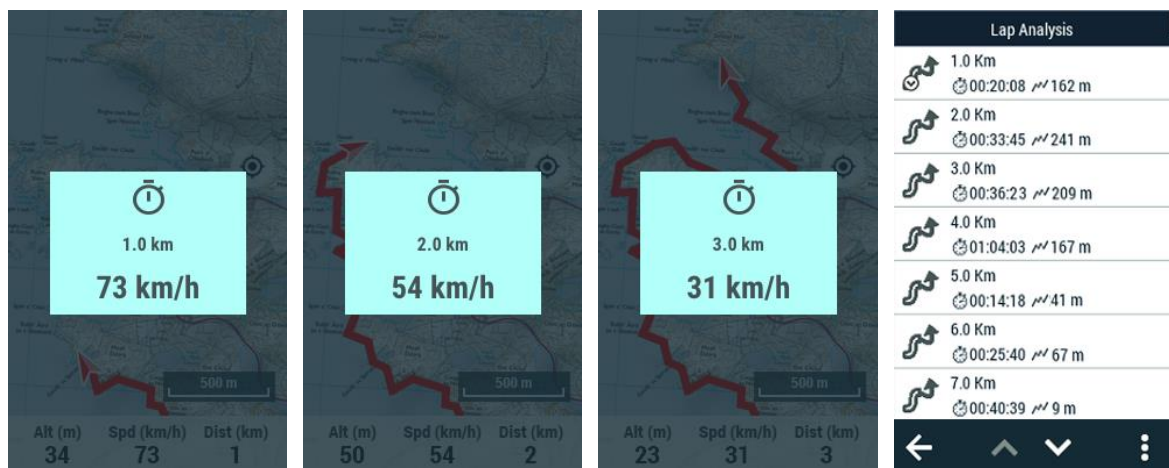 1.0 km
73 km/h
500 m
Alt (m) Spd (km/h) Dist (km)
34 73 1
2.0 km
54 km/h
500 m
Alt (m) Spd (km/h) Dist (km)
50 54 2
3.0 km
31 km/h
500 m
Alt (m) Spd (km/h) Dist (km)
23 31 3
Lap Analysis
1.0 Km
00:20:08 162 m
2.0 Km
00:33:45 241 m
3.0 Km
00:36:23 209 m
4.0 Km
01:04:03 167 m
5.0 Km
00:14:18 41 m
6.0 Km
00:25:40 67 m
7.0 Km
00:40:39 9 m